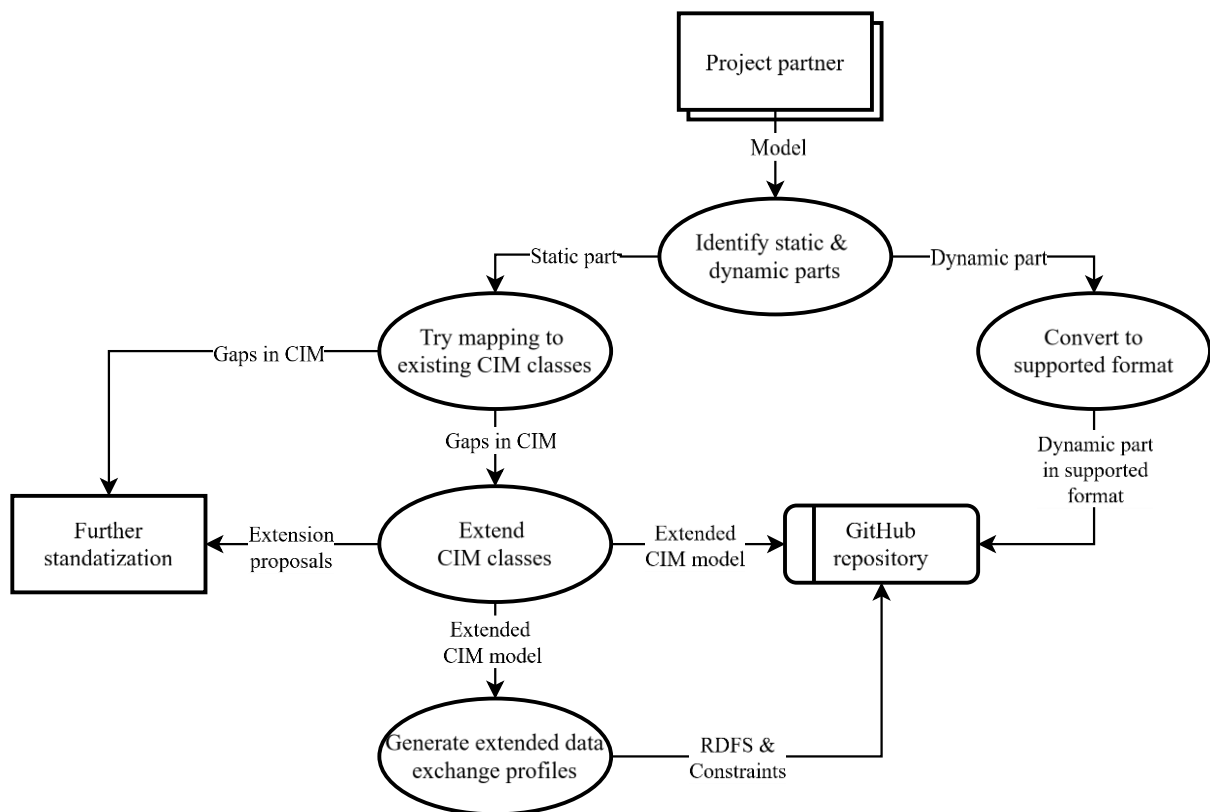 Project partner
Model
Identify static &
dynamic parts
Static part
Dynamic part
Try mapping to
existing CIM classes
Convert to
supported format
Gaps in CIM
Gaps in CIM
Dynamic part
in supported
format
Further
standatization
Extension
proposals
Extend
CIM classes
Extended
CIM model
GitHub
repository
Extended
CIM model
Generate extended data
exchange profiles
RDFS &
Constraints